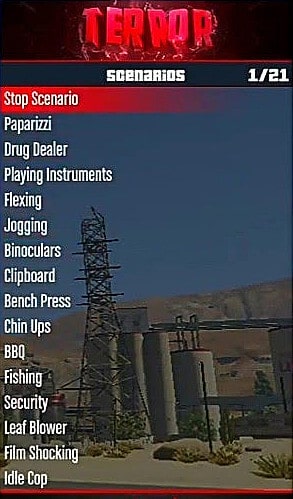 TERROR
SCENARIOS 1/21
Stop Scenario
Paparizzi
Drug Dealer
Playing Instruments
Flexing
Jogging
Binoculars
Clipboard
Bench Press
Chin Ups
BBQ
Fishing
Security
Leaf Blower
Film Shocking
Idle Cop